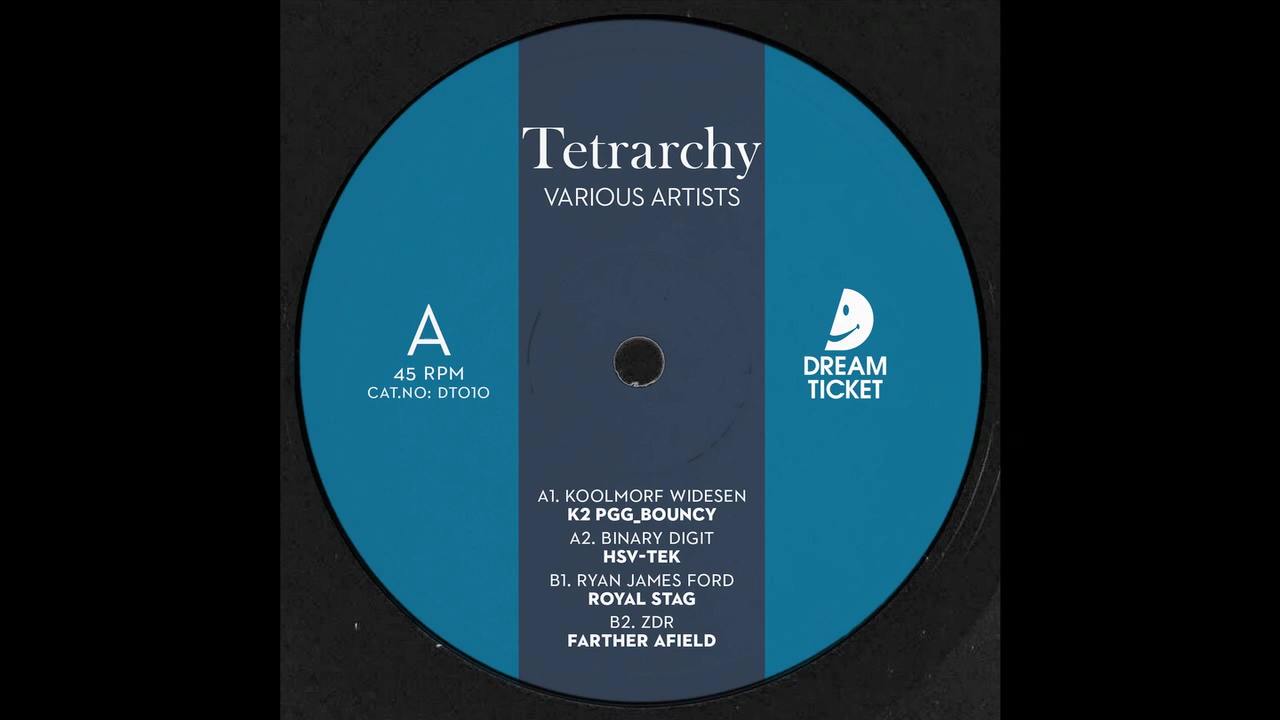 Tetrarchy
VARIOUS ARTISTS
A
45 RPM
CAT.NO: DT010
DREAM
TICKET
A1. KOOLMORF WIDESEN
K2 PGG_BOUNCY
A2. BINARY DIGIT
HSV-TEK
B1. RYAN JAMES FORD
ROYAL STAG
B2. ZDR
FARTHER AFIELD